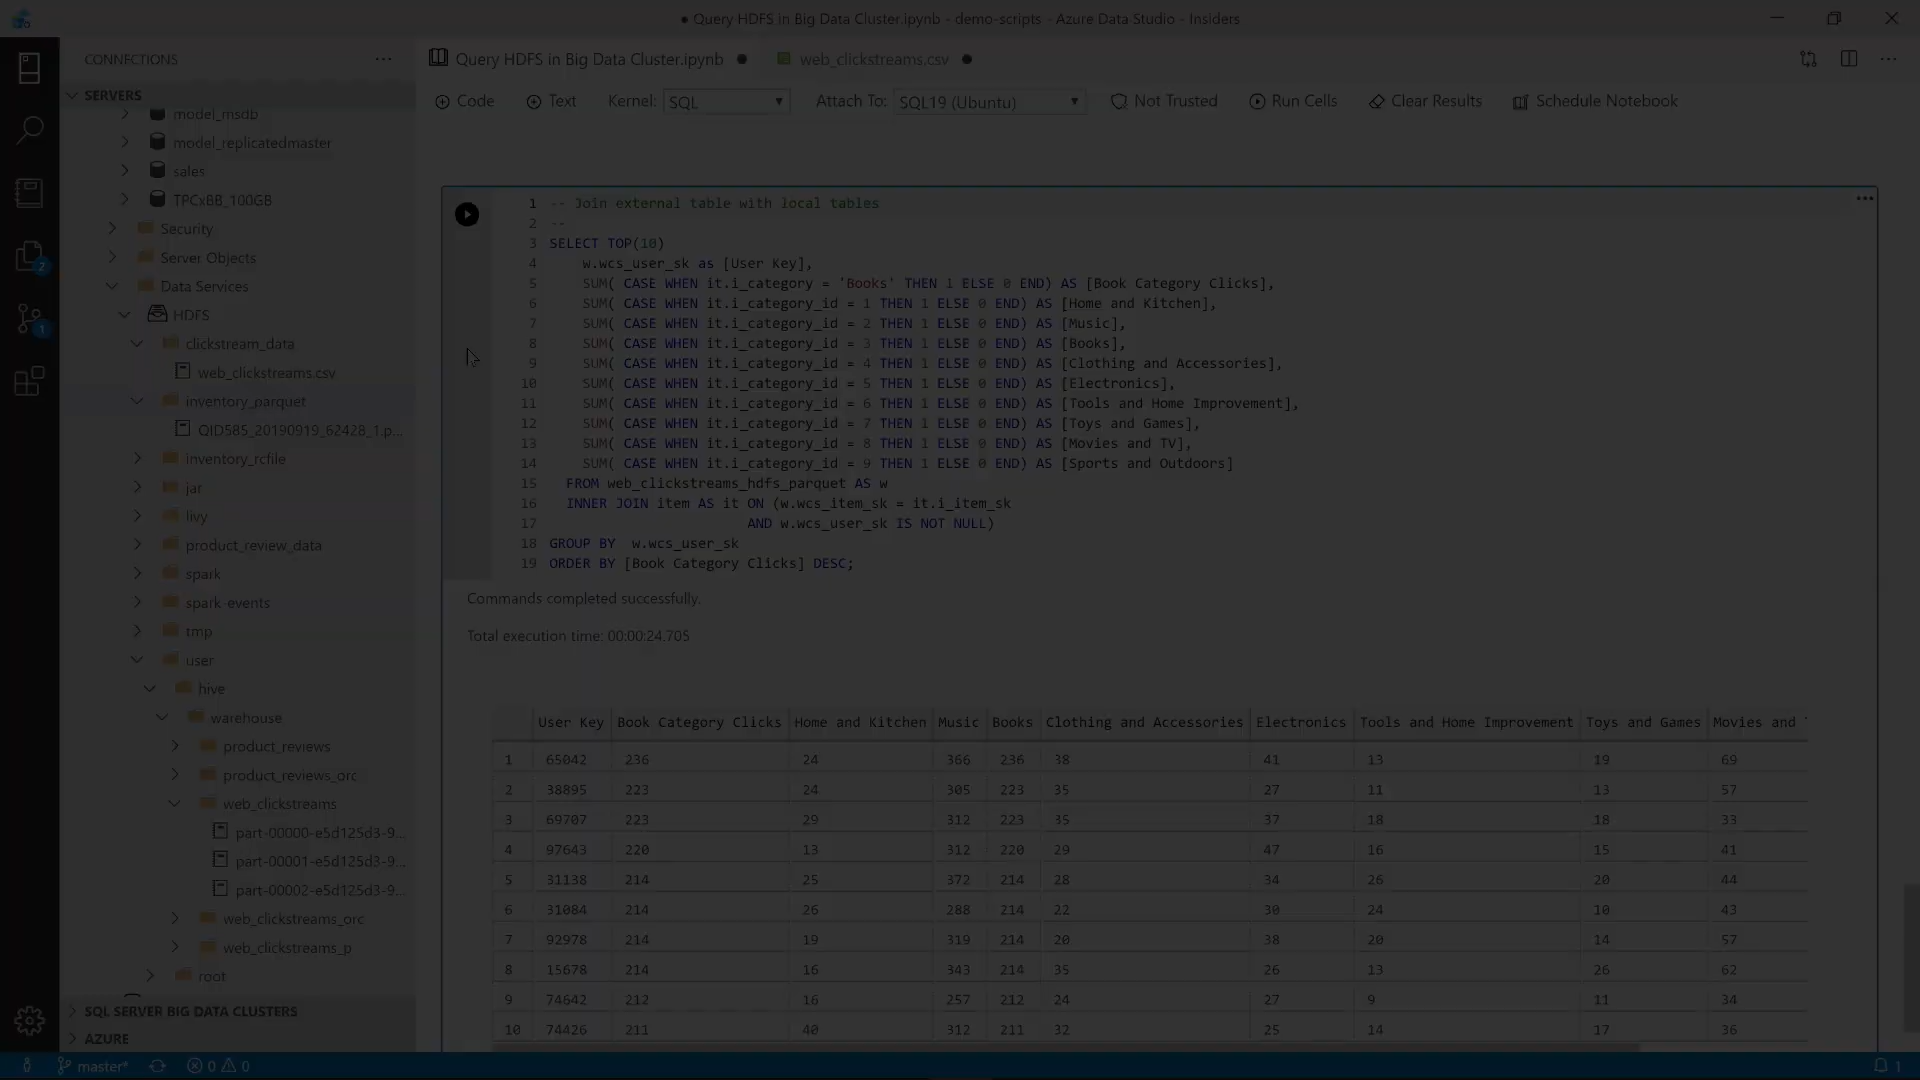 ● Query HDFS in Big Data Cluster.ipynb - demo-scripts - Azure Data Studio - Insiders
CONNECTIONS
SERVERS
model_msdb
model_replicatedmaster
sales
TPCxBB_100GB
Security
Server Objects
Data Services
HDFS
clickstream_data
web_clickstreams.csv
inventory_parquet
QID585_20190919_62428_1.p...
inventory_rcfile
jar
livy
product_review_data
spark
spark-events
tmp
user
hive
warehouse
product_reviews
product_reviews_orc
web_clickstreams
part-00000-e5d125d3-9...
part-00001-e5d125d3-9...
part-00002-e5d125d3-9...
web_clickstreams_orc
web_clickstreams_p
root
SQL SERVER BIG DATA CLUSTERS
AZURE
2
1
Query HDFS in Big Data Cluster.ipynb ● web_clickstreams.csv ●
Code Text Kernel: SQL Attach To: SQL19 (Ubuntu) Not Trusted Run Cells Clear Results Schedule Notebook
1 -- Join external table with local tables
2 --
3 SELECT TOP(10)
4 w.wcs_user_sk as [User Key],
5 SUM( CASE WHEN it.i_category = 'Books' THEN 1 ELSE 0 END) AS [Book Category Clicks],
6 SUM( CASE WHEN it.i_category_id = 1 THEN 1 ELSE 0 END) AS [Home and Kitchen],
7 SUM( CASE WHEN it.i_category_id = 2 THEN 1 ELSE 0 END) AS [Music],
8 SUM( CASE WHEN it.i_category_id = 3 THEN 1 ELSE 0 END) AS [Books],
9 SUM( CASE WHEN it.i_category_id = 4 THEN 1 ELSE 0 END) AS [Clothing and Accessories],
10 SUM( CASE WHEN it.i_category_id = 5 THEN 1 ELSE 0 END) AS [Electronics],
11 SUM( CASE WHEN it.i_category_id = 6 THEN 1 ELSE 0 END) AS [Tools and Home Improvement],
12 SUM( CASE WHEN it.i_category_id = 7 THEN 1 ELSE 0 END) AS [Toys and Games],
13 SUM( CASE WHEN it.i_category_id = 8 THEN 1 ELSE 0 END) AS [Movies and TV],
14 SUM( CASE WHEN it.i_category_id = 9 THEN 1 ELSE 0 END) AS [Sports and Outdoors]
15 FROM web_clickstreams_hdfs_parquet AS w
16 INNER JOIN item AS it ON (w.wcs_item_sk = it.i_item_sk
17 AND w.wcs_user_sk IS NOT NULL)
18 GROUP BY w.wcs_user_sk
19 ORDER BY [Book Category Clicks] DESC;
Commands completed successfully.
Total execution time: 00:00:24.705
User Key Book Category Clicks Home and Kitchen Music Books Clothing and Accessories Electronics Tools and Home Improvement Toys and Games Movies and
1 65042 236 24 366 236 38 41 13 19 69
2 38895 223 24 305 223 35 27 11 13 57
3 69707 223 29 312 223 35 37 18 18 33
4 97643 220 13 312 220 29 47 16 15 41
5 31138 214 25 372 214 28 34 26 20 44
6 31084 214 26 288 214 22 30 24 10 43
7 92978 214 19 319 214 20 38 20 14 57
8 15678 214 16 343 214 35 26 13 26 62
9 74642 212 16 257 212 24 27 9 11 34
10 74426 211 40 312 211 32 25 14 17 36
master* 0 0 1